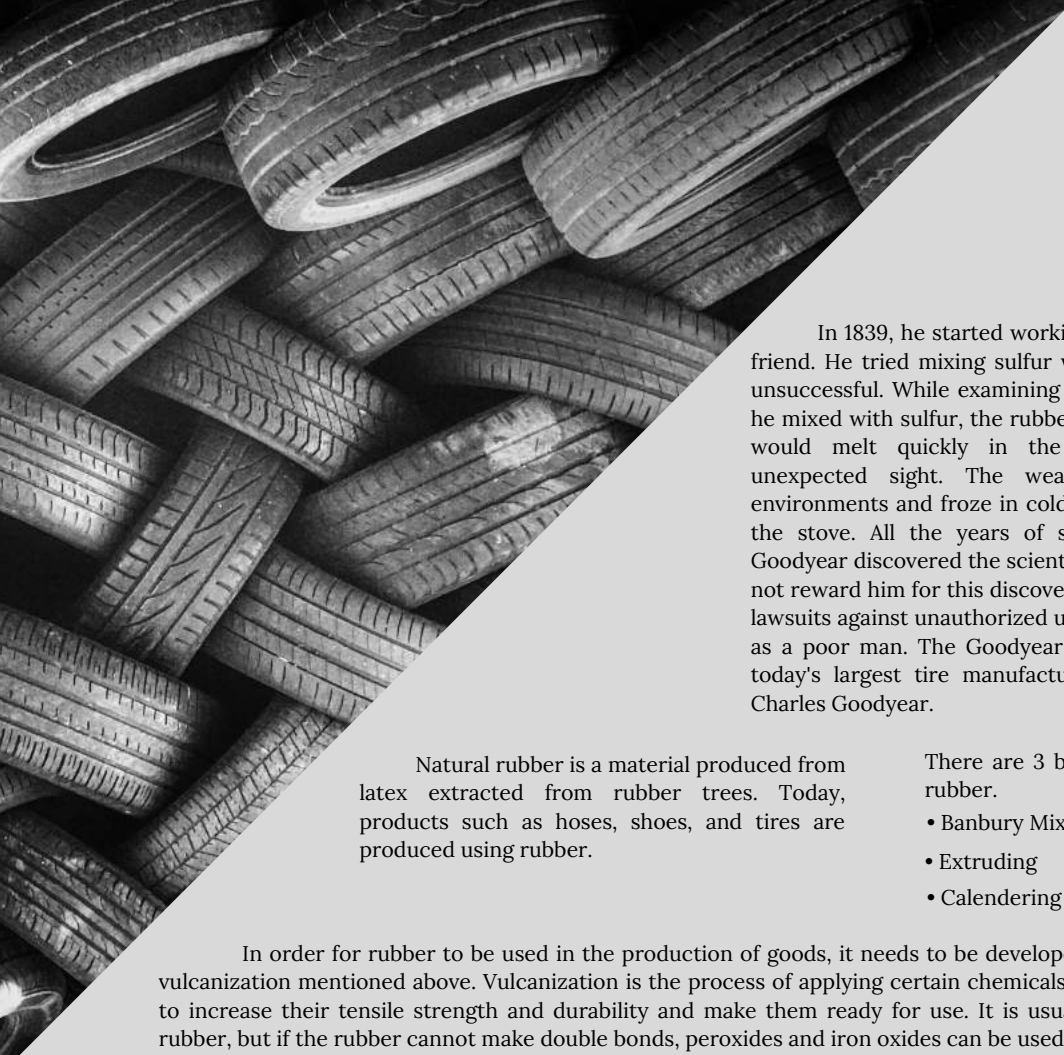 In 1839, he started worki
friend. He tried mixing sulfur
unsuccessful. While examining
he mixed with sulfur, the rubbe
would melt quickly in the
unexpected sight. The wea
environments and froze in cold
the stove. All the years of s
Goodyear discovered the scient
not reward him for this discove
lawsuits against unauthorized u
as a poor man. The Goodyear
today's largest tire manufactu
Charles Goodyear.
Natural rubber is a material produced from
latex extracted from rubber trees. Today,
products such as hoses, shoes, and tires are
produced using rubber.
There are 3 b
rubber.
• Banbury Mix
• Extruding
• Calendering
In order for rubber to be used in the production of goods, it needs to be develop
vulcanization mentioned above. Vulcanization is the process of applying certain chemicals
to increase their tensile strength and durability and make them ready for use. It is usu
rubber, but if the rubber cannot make double bonds, peroxides and iron oxides can be used